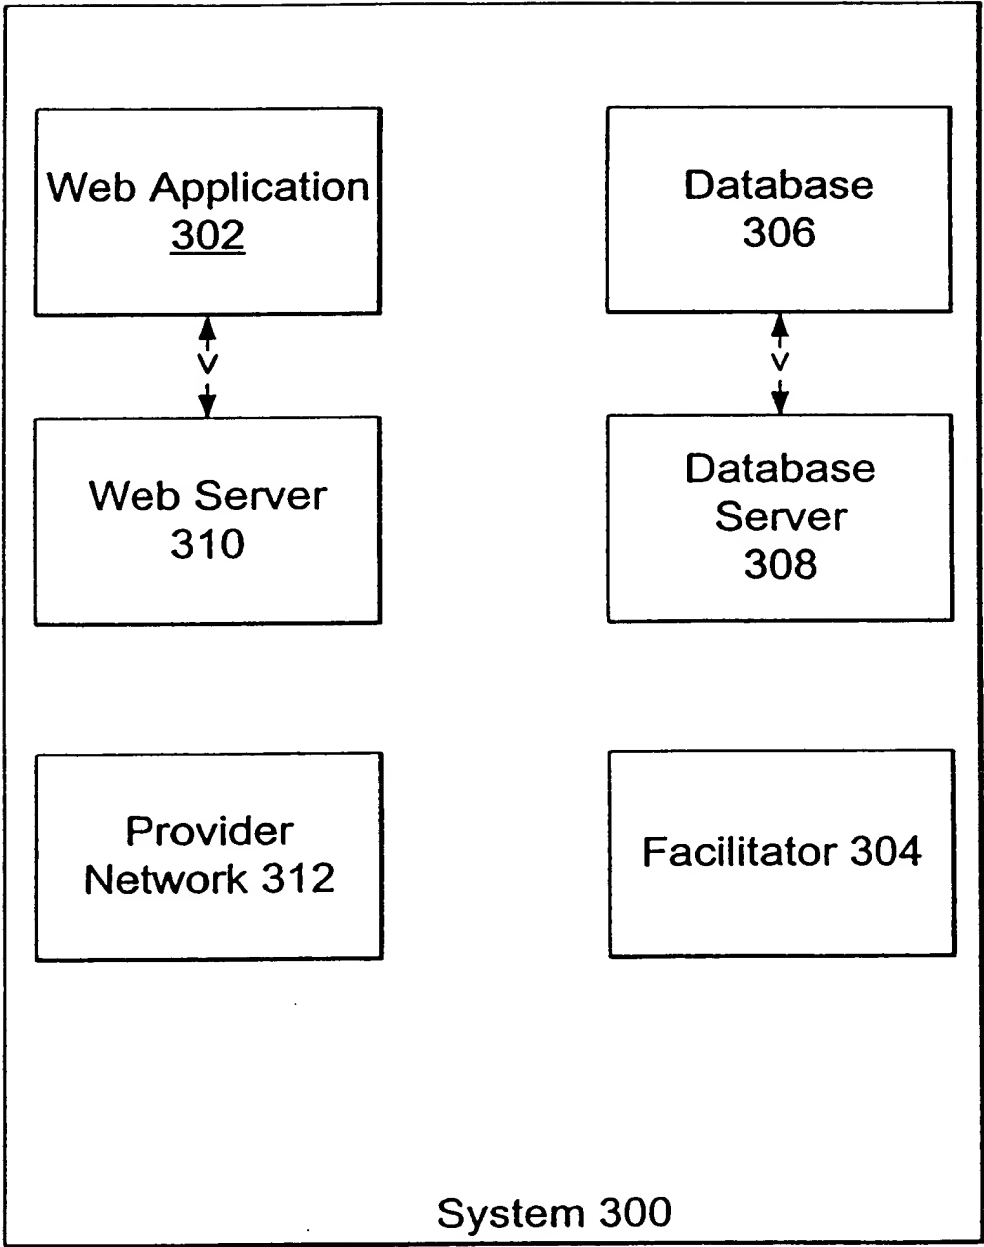 Web Application
302
Database
306
Web Server
310
Database
Server
308
Provider
Network 312
Facilitator 304
System 300